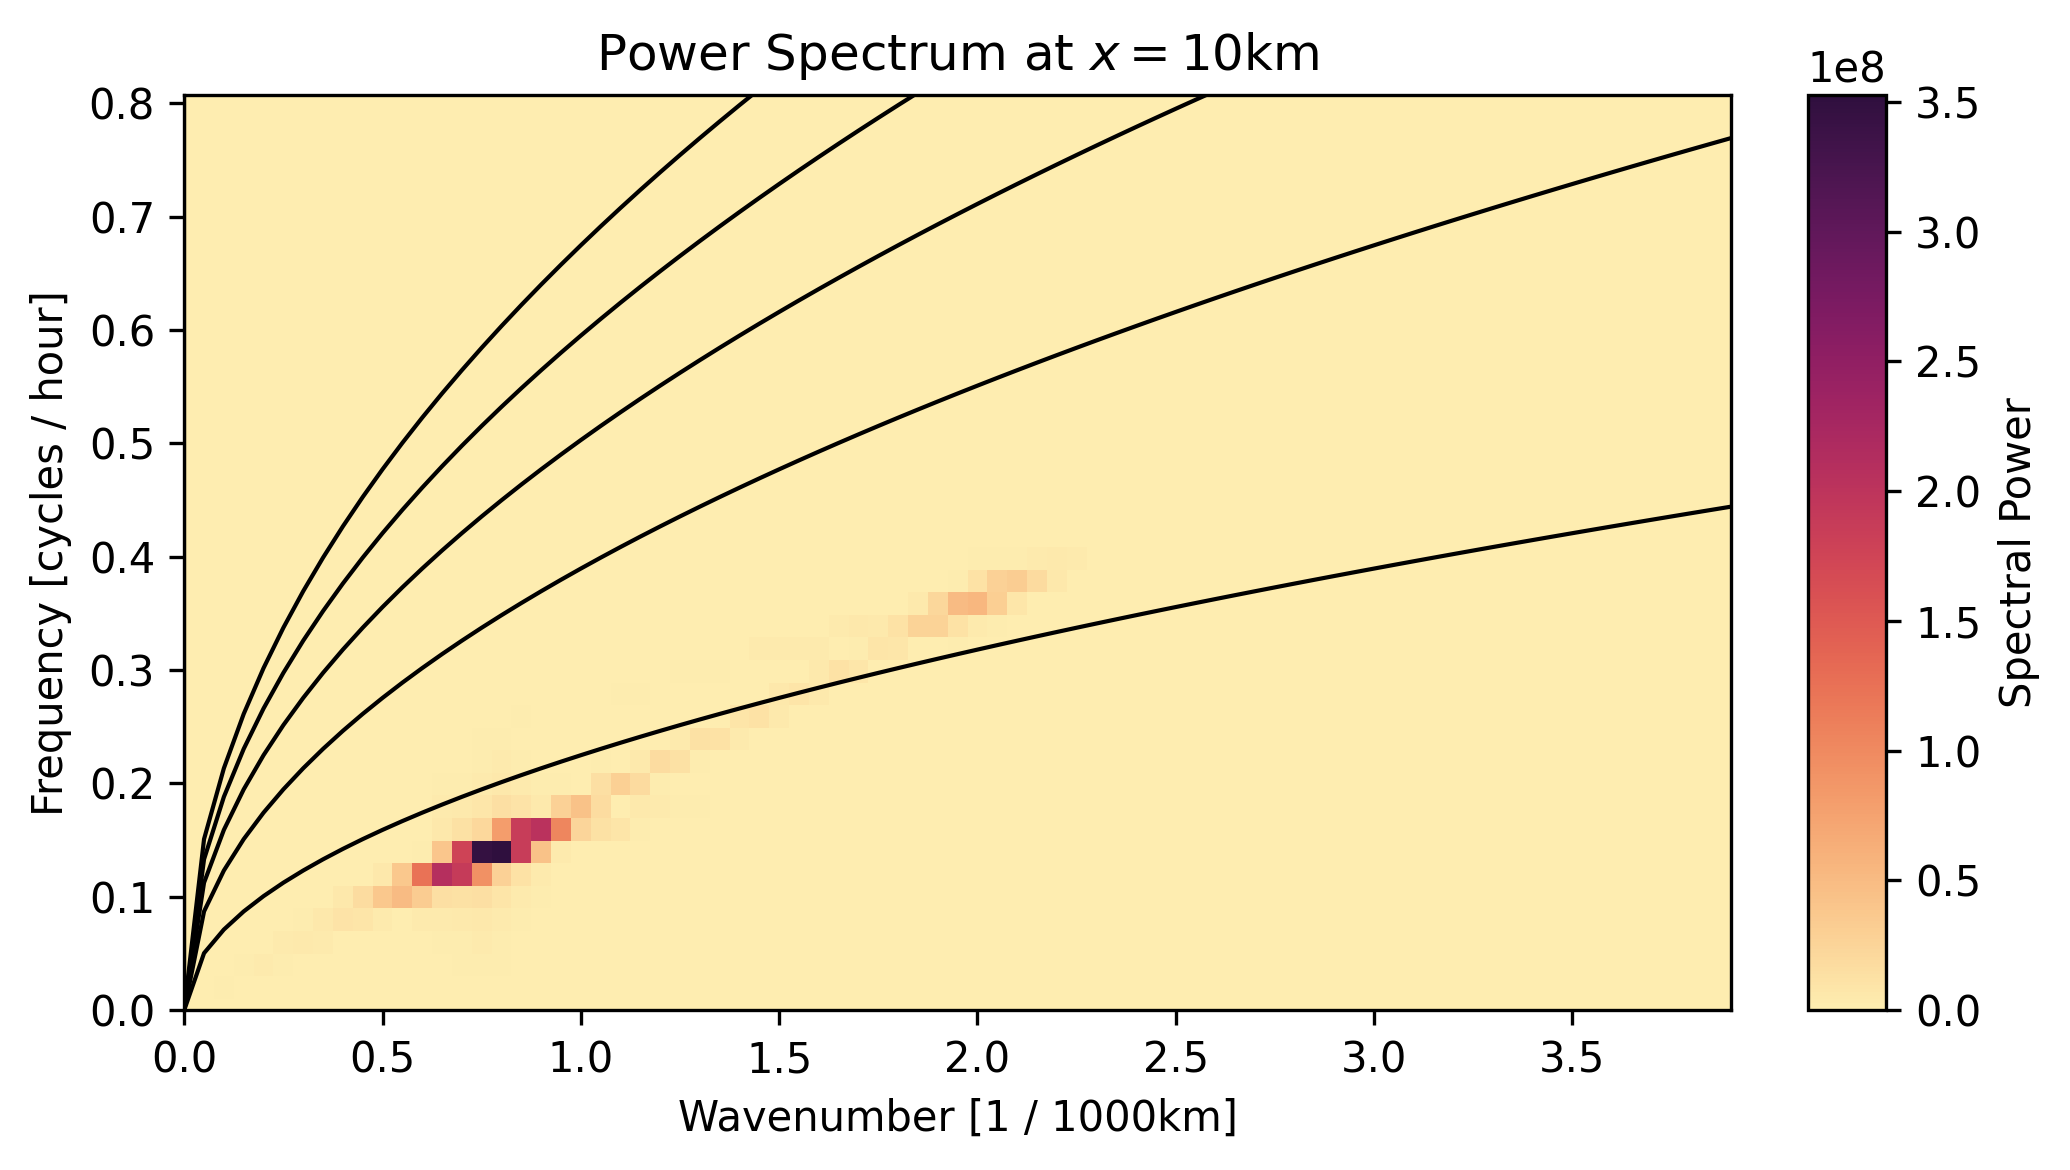 Power Spectrum at x = 10km
1e8
0.8
0.7
0.6
0.5
0.4
0.3
0.2
0.1
0.0
Frequency [cycles / hour]
0.0 0.5 1.0 1.5 2.0 2.5 3.0 3.5
Wavenumber [1 / 1000km]
3.5
3.0
2.5
2.0
1.5
1.0
0.5
0.0
Spectral Power